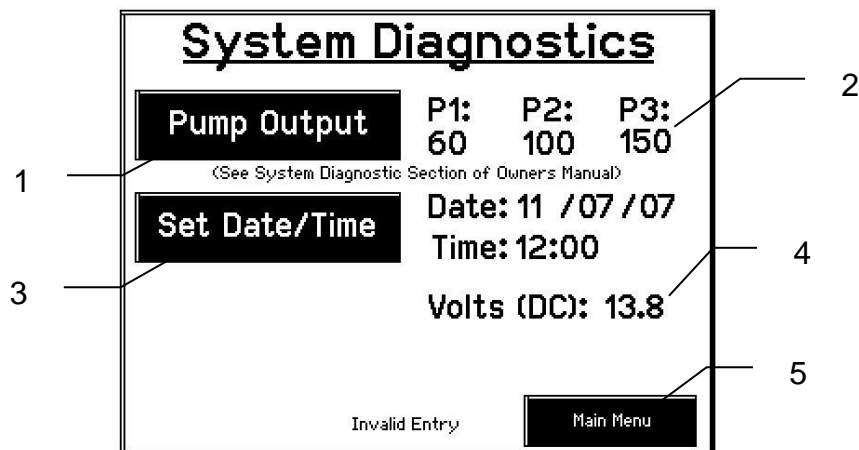 System Diagnostics
Pump Output
P1: P2: P3:
60 100 150
2
1
(See System Diagnostic Section of Owners Manual)
Set Date/Time
Date: 11 /07/07
Time: 12:00
4
3
Volts (DC): 13.8
5
Invalid Entry
Main Menu